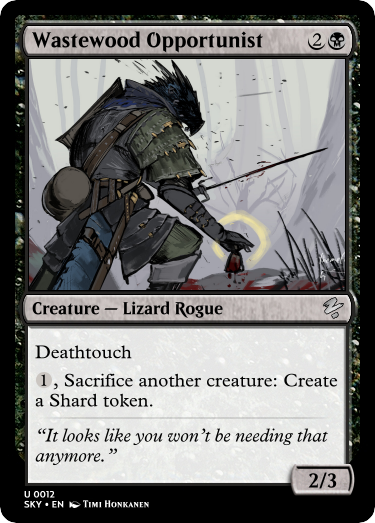 Wastewood Opportunist 2
Creature — Lizard Rogue
Deathtouch
1, Sacrifice another creature: Create
a Shard token.
“It looks like you won’t be needing that
anymore.”
2/3
U 0012
SKY • EN Timi Honkanen